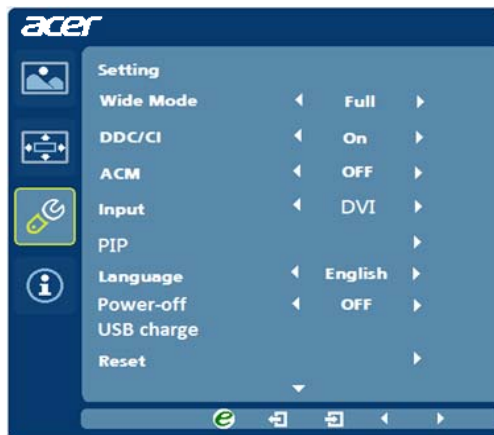 acer
Setting
Wide Mode Full
DDC/CI On
ACM OFF
Input DVI
PIP
Language English
Power-off OFF
USB charge
Reset